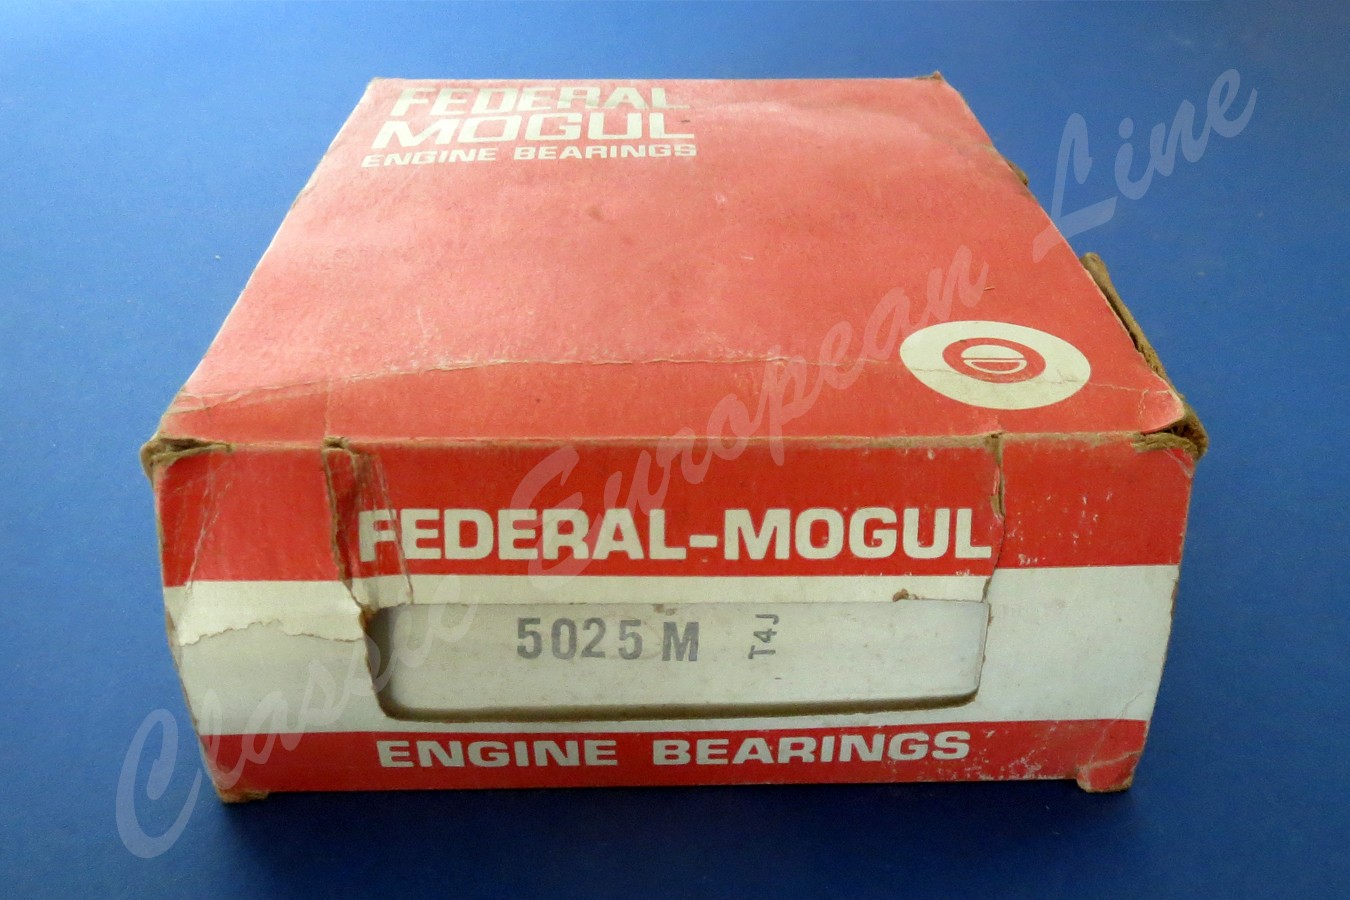 FEDERAL
MOGUL
ENGINE BEARINGS
FEDERAL-MOGUL
5025 M T4J
ENGINE BEARINGS
Classic European Line